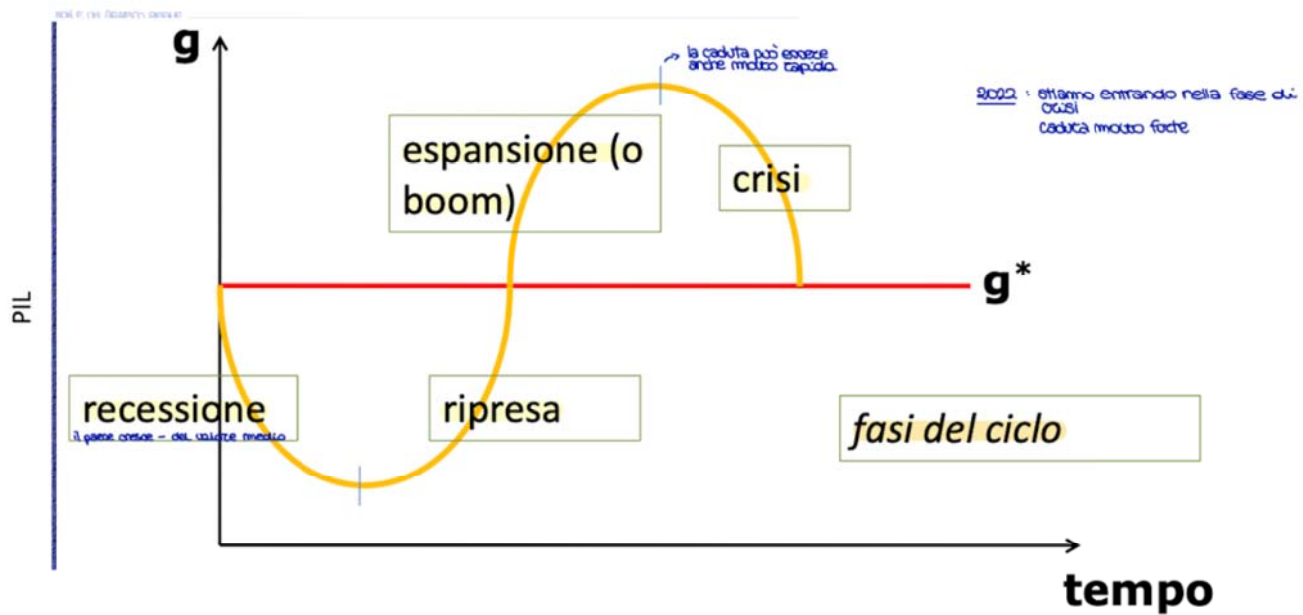 g
la caduta può essere
anche molto rapida
2022 : stiamo entrando nella fase di
crisi
caduta molto forte
espansione (o
boom)
crisi
g*
PIL
recessione
il paese cresce - del valore medio
ripresa
fasi del ciclo
tempo